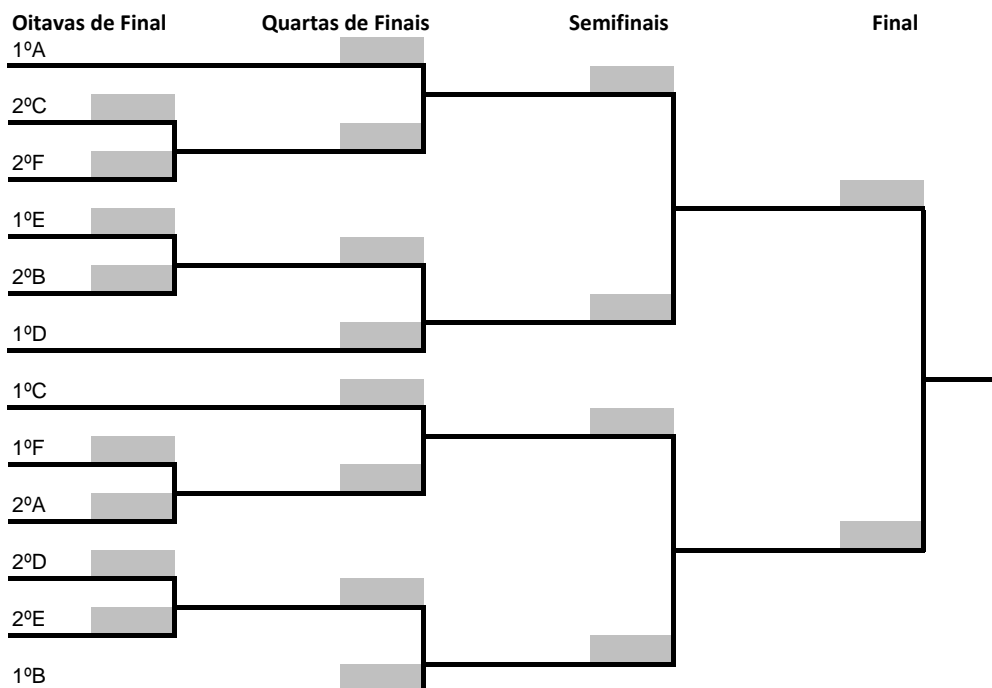 Oitavas de Final Quartas de Finais Semifinais Final
1ºA
2ºC
2ºF
1ºE
2ºB
1ºD
1ºC
1ºF
2ºA
2ºD
2ºE
1ºB